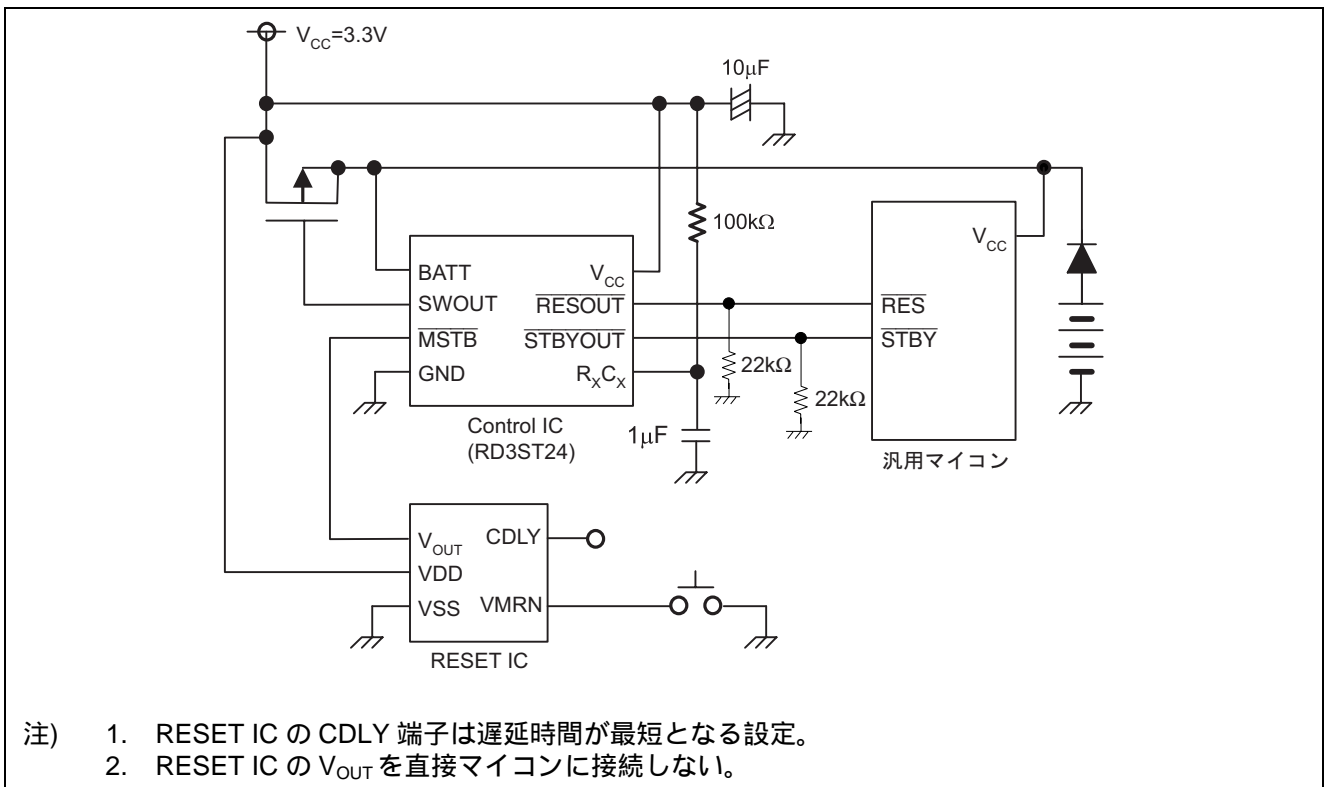 V_CC=3.3V
10μF
100kΩ
BATT
SWOUT
MSTB
GND
V_CC
RESOUT
STBYOUT
R_XC_X
Control IC
(RD3ST24)
1μF
22kΩ
22kΩ
V_CC
RES
STBY
汎用マイコン
V_OUT
VDD
VSS
CDLY
VMRN
RESET IC
注) 1. RESET IC の CDLY 端子は遅延時間が最短となる設定。
2. RESET IC の V_OUT を直接マイコンに接続しない。